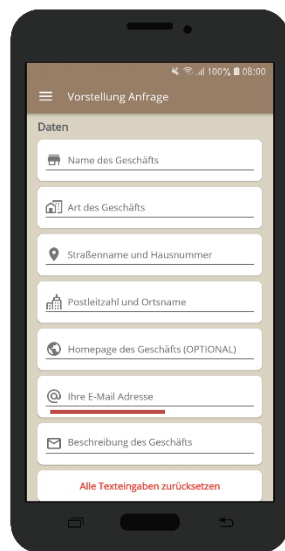 100% 08:00
Vorstellung Anfrage
Daten
Name des Geschäfts
Art des Geschäfts
Straßenname und Hausnummer
Postleitzahl und Ortsname
Homepage des Geschäfts (OPTIONAL)
Ihre E-Mail Adresse
Beschreibung des Geschäfts
Alle Texteingaben zurücksetzen